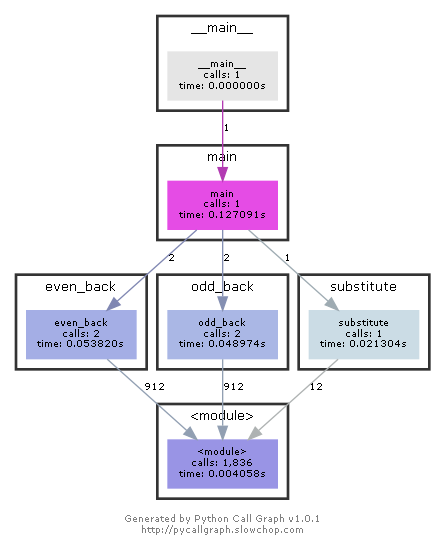 __main__
__main__
calls: 1
time: 0.000000s
1
main
main
calls: 1
time: 0.127091s
2
2
1
even_back
odd_back
substitute
even_back
calls: 2
time: 0.053820s
odd_back
calls: 2
time: 0.048974s
substitute
calls: 1
time: 0.021304s
912
912
12
<module>
<module>
calls: 1,836
time: 0.004058s
Generated by Python Call Graph v1.0.1
http://pycallgraph.slowchop.com